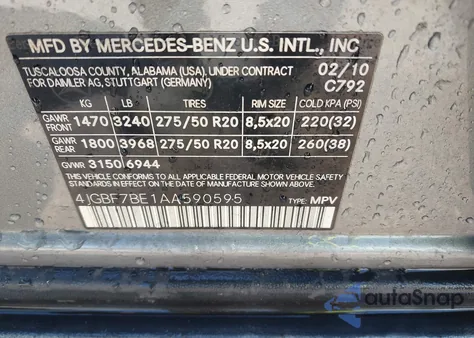 MFD BY MERCEDES-BENZ U.S. INTL., INC
TUSCALOOSA COUNTY, ALABAMA (USA). UNDER CONTRACT 02/10
FOR DAIMLER AG, STUTTGART (GERMANY) C792
KG LB TIRES RIM SIZE COLD KPA (PSI)
GAWR FRONT 1470 3240 275/50 R20 8,5x20 220(32)
GAWR REAR 1800 3968 275/50 R20 8,5x20 260(38)
GVWR 3150 6944
THIS VEHICLE CONFORMS TO ALL APPLICABLE FEDERAL MOTOR VEHICLE SAFETY
STANDARDS IN EFFECT ON THE DATE OF MANUFACTURE SHOWN ABOVE.
4JGBF7BE1AA590595 TYPE: MPV
autoSnap